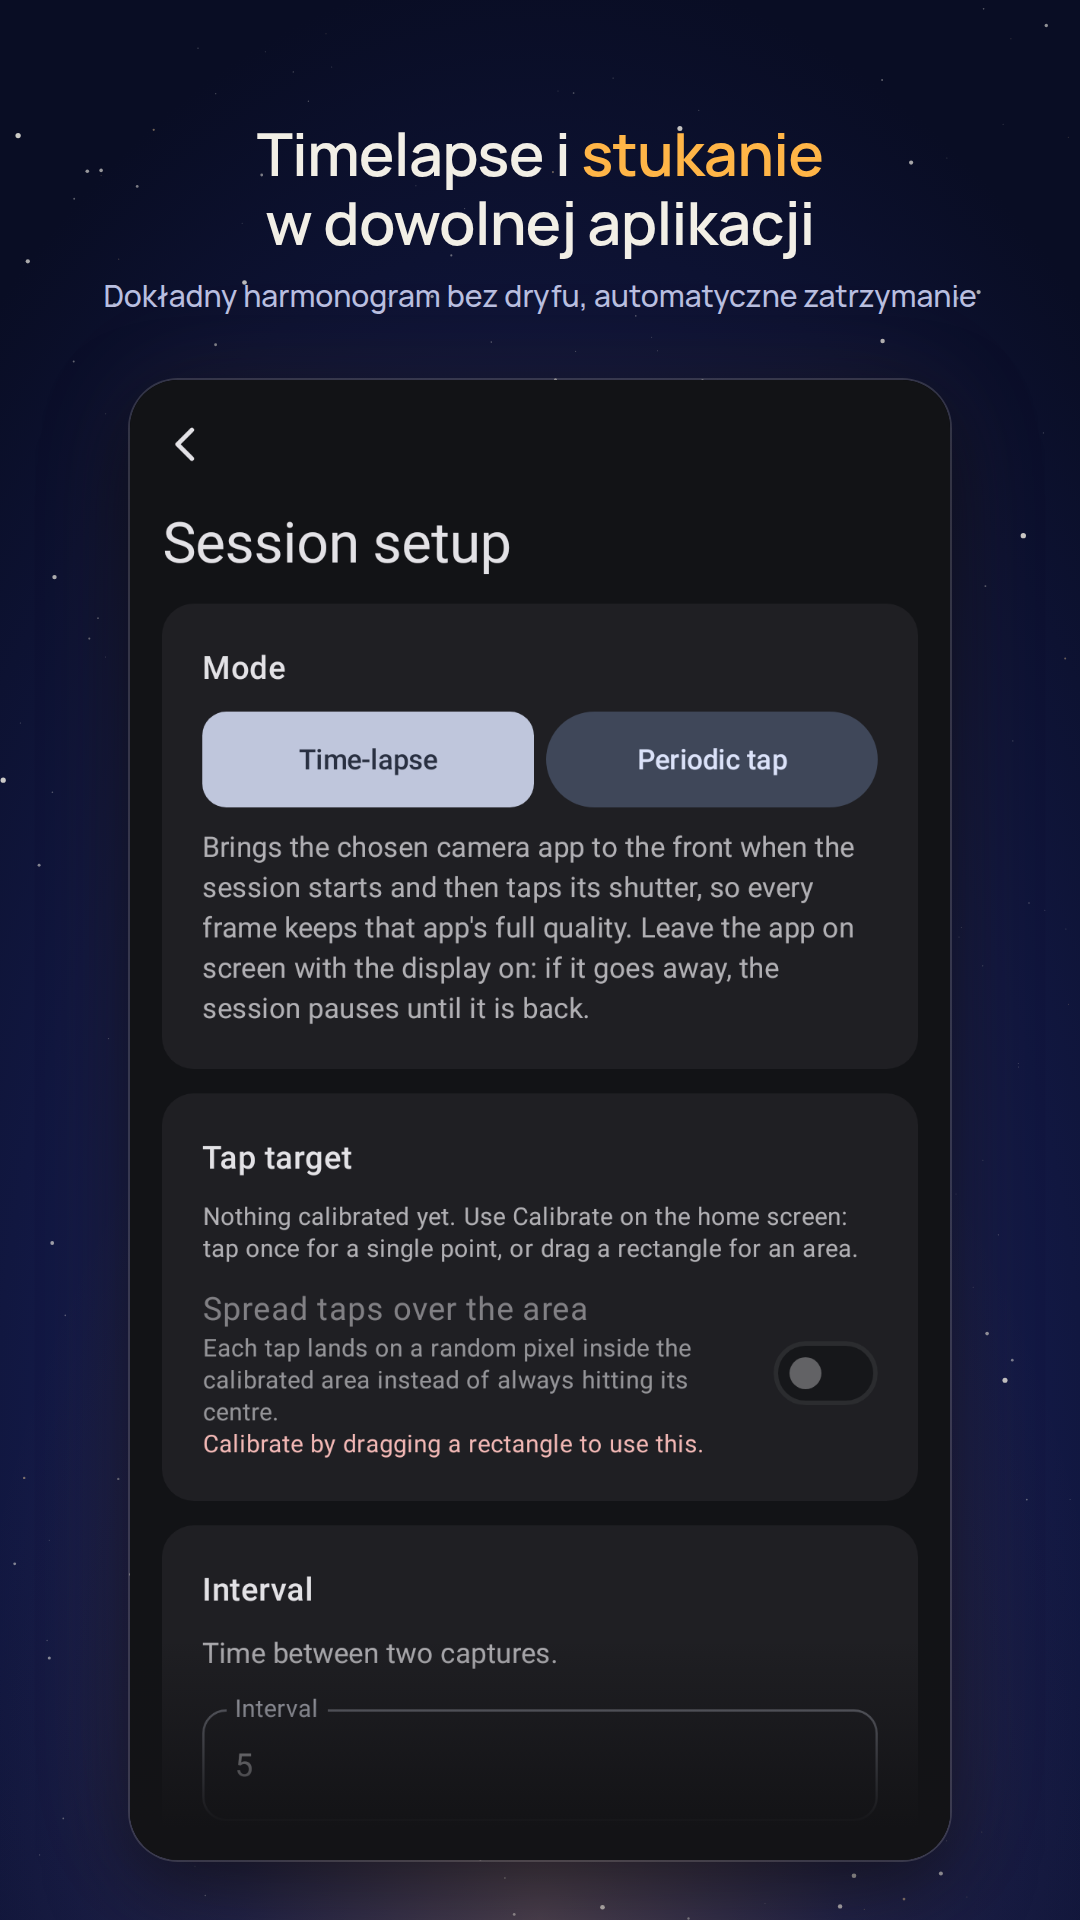 Timelapse i stukanie
w dowolnej aplikacji
Dokładny harmonogram bez dryfu, automatyczne zatrzymanie
Session setup
Mode
Time-lapse
Periodic tap
Brings the chosen camera app to the front when the
session starts and then taps its shutter, so every
frame keeps that app's full quality. Leave the app on
screen with the display on: if it goes away, the
session pauses until it is back.
Tap target
Nothing calibrated yet. Use Calibrate on the home screen:
tap once for a single point, or drag a rectangle for an area.
Spread taps over the area
Each tap lands on a random pixel inside the
calibrated area instead of always hitting its
centre.
Calibrate by dragging a rectangle to use this.
Interval
Time between two captures.
Interval
5